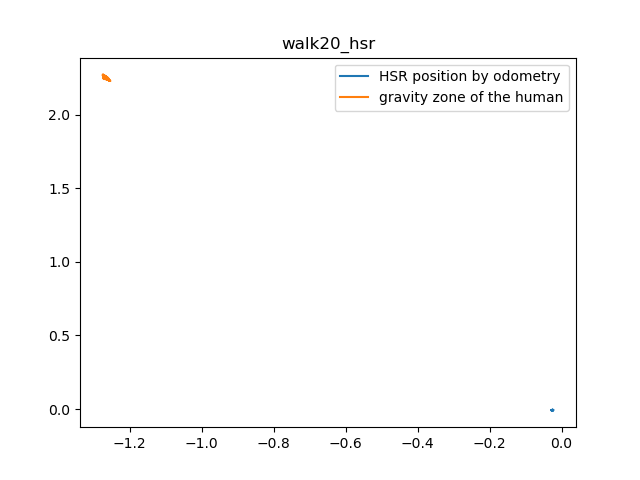 walk20_hsr
HSR position by odometry
gravity zone of the human
2.0
1.5
1.0
0.5
0.0
−1.2 −1.0 −0.8 −0.6 −0.4 −0.2 0.0